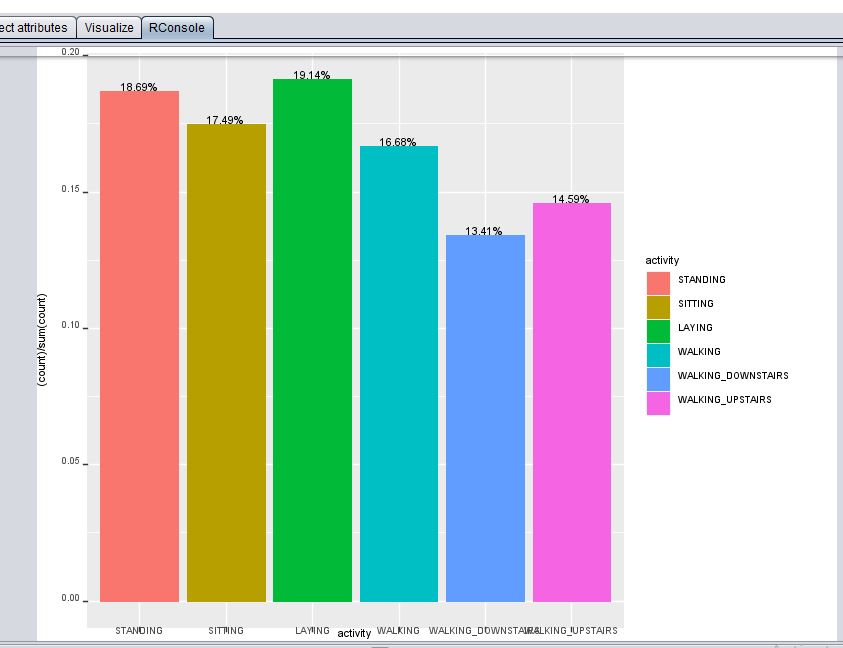 ect attributes Visualize RConsole
0.20
19.14%
18.69%
17.49%
16.68%
0.15
14.59%
13.41%
activity
STANDING
SITTING
(count)/sum(count)
0.10
LAYING
WALKING
WALKING_DOWNSTAIRS
WALKING_UPSTAIRS
0.05
0.00
STANDING SITTING LAYING WALKING WALKING_DOWNSTAIRS WALKING_UPSTAIRS
activity